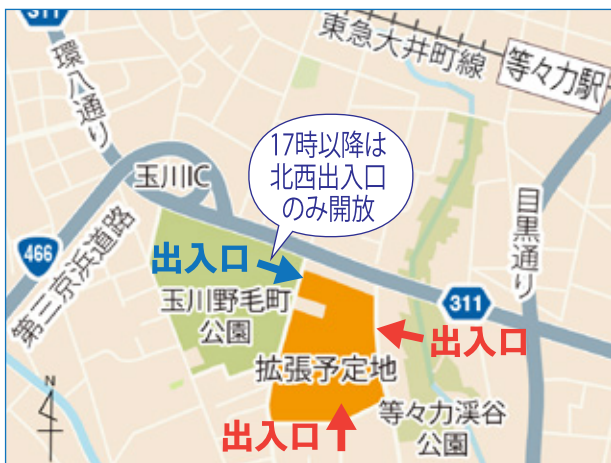 311
環八通り
東急大井町線
等々力駅
17時以降は
北西出入口
のみ開放
玉川IC
目黒通り
466
第三京浜道路
出入口
玉川野毛町
公園
311
出入口
拡張予定地
等々力渓谷
公園
出入口
N